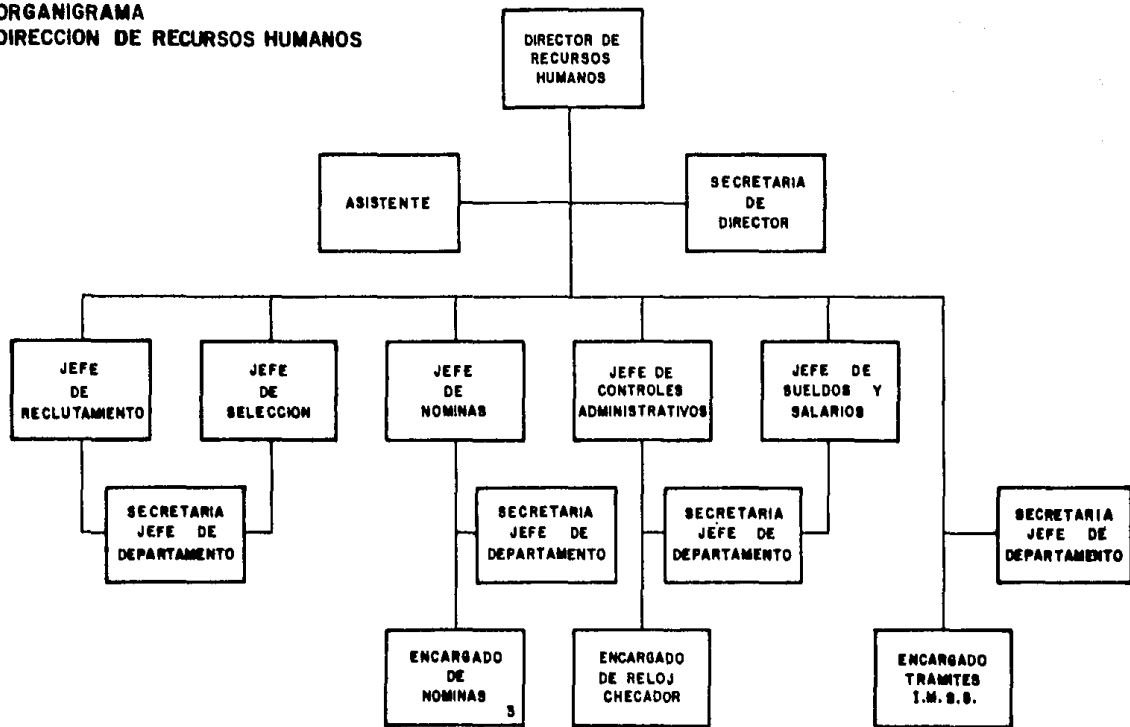 ORGANIGRAMA
DIRECCION DE RECURSOS HUMANOS
DIRECTOR DE
RECURSOS
HUMANOS
ASISTENTE
SECRETARIA
DE
DIRECTOR
JEFE
DE
RECLUTAMIENTO
JEFE
DE
SELECCION
JEFE
DE
NOMINAS
JEFE DE
CONTROLES
ADMINISTRATIVOS
JEFE DE
SUELDOS Y
SALARIOS
SECRETARIA
JEFE DE
DEPARTAMENTO
SECRETARIA
JEFE DE
DEPARTAMENTO
SECRETARIA
JEFE DE
DEPARTAMENTO
SECRETARIA
JEFE DE
DEPARTAMENTO
ENCARGADO
DE
NOMINAS
3
ENCARGADO
DE RELOJ
CHECADOR
ENCARGADO
TRAMITES
I.M.S.S.